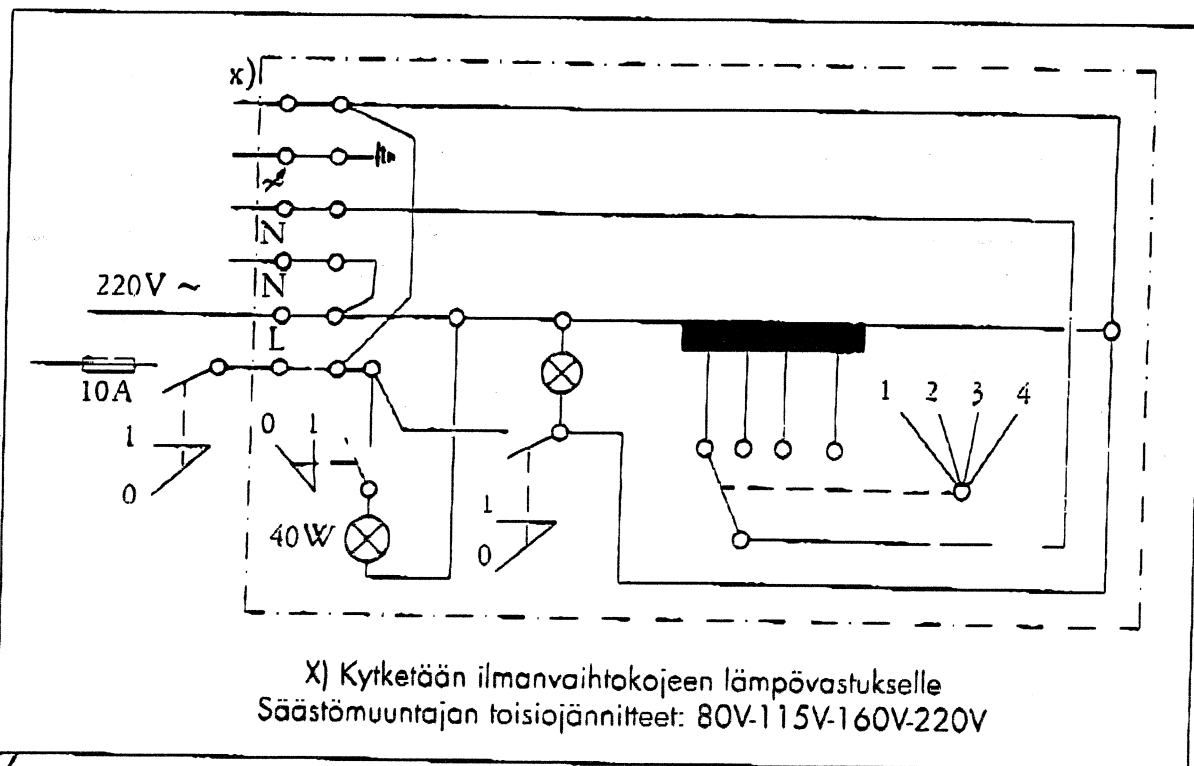 x)
N
N
220V ~
L
10A
1
0
0 1
40W
1
0
1 2 3 4
X) Kytketään ilmanvaihtokojeen lämpövastukselle
Säästömuuntajan toisiojännitteet: 80V-115V-160V-220V